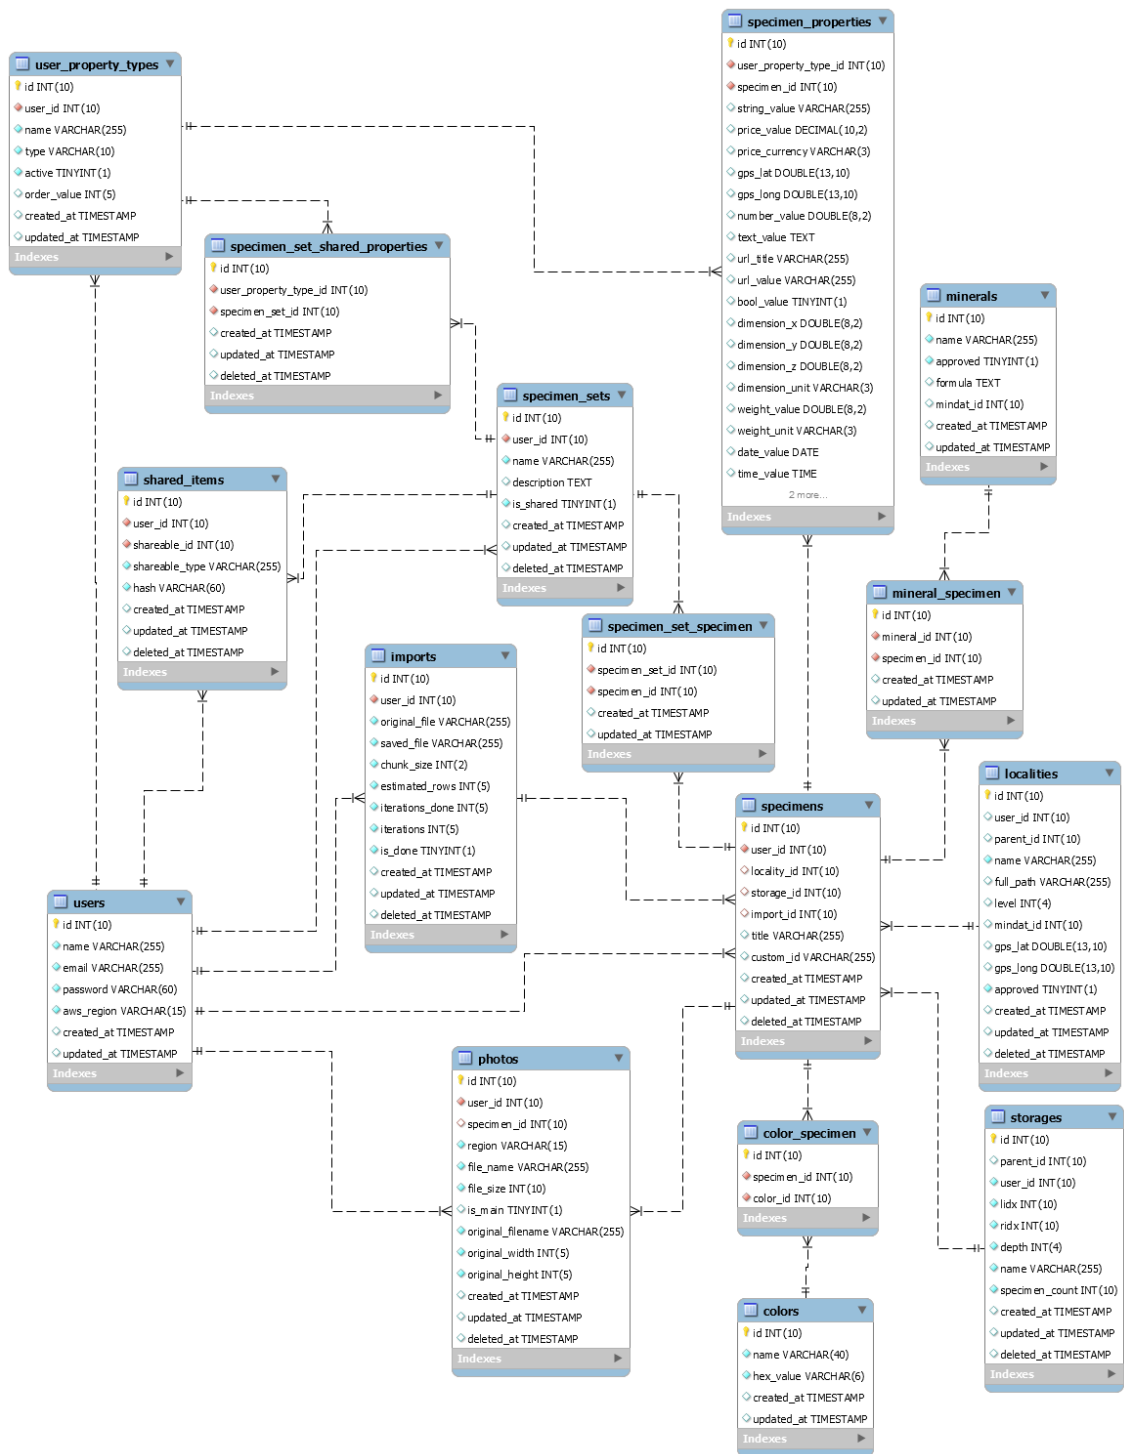 specimen_properties
id INT(10)
user_property_type_id INT(10)
specimen_id INT(10)
string_value VARCHAR(255)
price_value DECIMAL(10,2)
price_currency VARCHAR(3)
gps_lat DOUBLE(13,10)
gps_long DOUBLE(13,10)
number_value DOUBLE(8,2)
text_value TEXT
url_title VARCHAR(255)
url_value VARCHAR(255)
bool_value TINYINT(1)
dimension_x DOUBLE(8,2)
dimension_y DOUBLE(8,2)
dimension_z DOUBLE(8,2)
dimension_unit VARCHAR(3)
weight_value DOUBLE(8,2)
weight_unit VARCHAR(3)
date_value DATE
time_value TIME
2 more...
Indexes
user_property_types
id INT(10)
user_id INT(10)
name VARCHAR(255)
type VARCHAR(10)
active TINYINT(1)
order_value INT(5)
created_at TIMESTAMP
updated_at TIMESTAMP
Indexes
specimen_set_shared_properties
id INT(10)
user_property_type_id INT(10)
specimen_set_id INT(10)
created_at TIMESTAMP
updated_at TIMESTAMP
deleted_at TIMESTAMP
Indexes
minerals
id INT(10)
name VARCHAR(255)
approved TINYINT(1)
formula TEXT
mindat_id INT(10)
created_at TIMESTAMP
updated_at TIMESTAMP
Indexes
specimen_sets
id INT(10)
user_id INT(10)
name VARCHAR(255)
description TEXT
is_shared TINYINT(1)
created_at TIMESTAMP
updated_at TIMESTAMP
deleted_at TIMESTAMP
Indexes
shared_items
id INT(10)
user_id INT(10)
shareable_id INT(10)
shareable_type VARCHAR(255)
hash VARCHAR(60)
created_at TIMESTAMP
updated_at TIMESTAMP
deleted_at TIMESTAMP
Indexes
mineral_specimen
id INT(10)
mineral_id INT(10)
specimen_id INT(10)
created_at TIMESTAMP
updated_at TIMESTAMP
Indexes
specimen_set_specimen
id INT(10)
specimen_set_id INT(10)
specimen_id INT(10)
created_at TIMESTAMP
updated_at TIMESTAMP
Indexes
imports
id INT(10)
user_id INT(10)
original_file VARCHAR(255)
saved_file VARCHAR(255)
chunk_size INT(2)
estimated_rows INT(5)
iterations_done INT(5)
iterations INT(5)
is_done TINYINT(1)
created_at TIMESTAMP
updated_at TIMESTAMP
deleted_at TIMESTAMP
Indexes
localities
id INT(10)
user_id INT(10)
parent_id INT(10)
name VARCHAR(255)
full_path VARCHAR(255)
level INT(4)
mindat_id INT(10)
gps_lat DOUBLE(13,10)
gps_long DOUBLE(13,10)
approved TINYINT(1)
created_at TIMESTAMP
updated_at TIMESTAMP
deleted_at TIMESTAMP
Indexes
specimens
id INT(10)
user_id INT(10)
locality_id INT(10)
storage_id INT(10)
import_id INT(10)
title VARCHAR(255)
custom_id VARCHAR(255)
created_at TIMESTAMP
updated_at TIMESTAMP
deleted_at TIMESTAMP
Indexes
users
id INT(10)
name VARCHAR(255)
email VARCHAR(255)
password VARCHAR(60)
aws_region VARCHAR(15)
created_at TIMESTAMP
updated_at TIMESTAMP
Indexes
photos
id INT(10)
user_id INT(10)
specimen_id INT(10)
region VARCHAR(15)
file_name VARCHAR(255)
file_size INT(10)
is_main TINYINT(1)
original_filename VARCHAR(255)
original_width INT(5)
original_height INT(5)
created_at TIMESTAMP
updated_at TIMESTAMP
deleted_at TIMESTAMP
Indexes
color_specimen
id INT(10)
specimen_id INT(10)
color_id INT(10)
Indexes
storages
id INT(10)
parent_id INT(10)
user_id INT(10)
lidx INT(10)
ridx INT(10)
depth INT(4)
name VARCHAR(255)
specimen_count INT(10)
created_at TIMESTAMP
updated_at TIMESTAMP
deleted_at TIMESTAMP
Indexes
colors
id INT(10)
name VARCHAR(40)
hex_value VARCHAR(6)
created_at TIMESTAMP
updated_at TIMESTAMP
Indexes